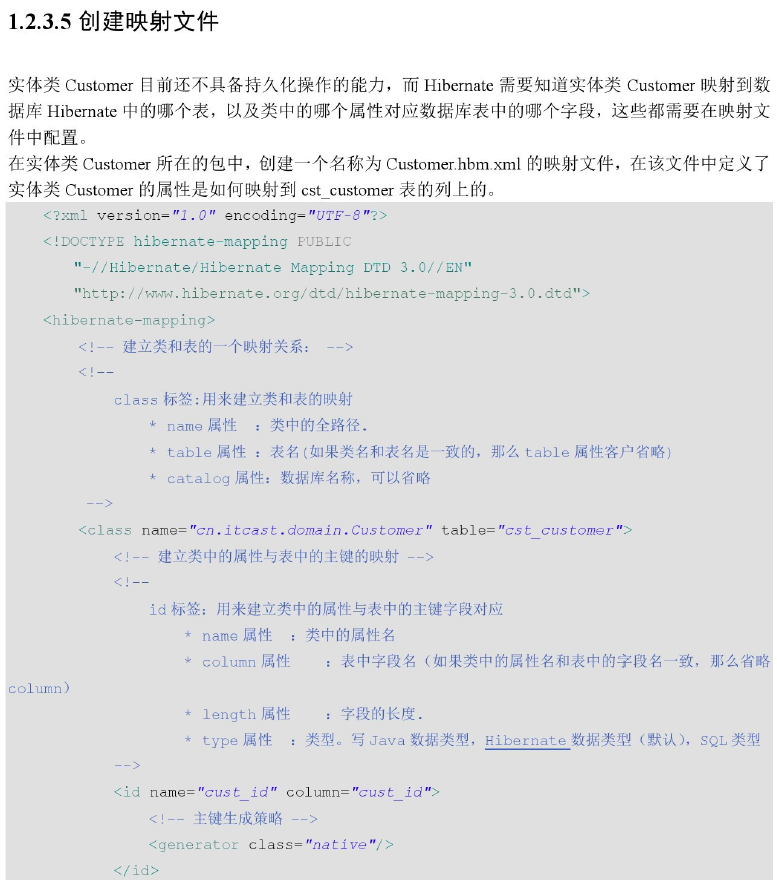 1.2.3.5 创建映射文件
实体类 Customer 目前还不具备持久化操作的能力，而 Hibernate 需要知道实体类 Customer 映射到数
据库 Hibernate 中的哪个表，以及类中的哪个属性对应数据库表中的哪个字段，这些都需要在映射文
件中配置。
在实体类 Customer 所在的包中，创建一个名称为 Customer.hbm.xml 的映射文件，在该文件中定义了
实体类 Customer 的属性是如何映射到 cst_customer 表的列上的。
<?xml version="1.0" encoding="UTF-8"?>
<!DOCTYPE hibernate-mapping PUBLIC
"-//Hibernate/Hibernate Mapping DTD 3.0//EN"
"http://www.hibernate.org/dtd/hibernate-mapping-3.0.dtd">
<hibernate-mapping>
<!-- 建立类和表的一个映射关系： -->
<!--
class 标签:用来建立类和表的映射
* name 属性 ：类中的全路径.
* table 属性 ：表名(如果类名和表名是一致的，那么 table 属性客户省略)
* catalog 属性：数据库名称，可以省略
-->
<class name="cn.itcast.domain.Customer" table="cst_customer">
<!-- 建立类中的属性与表中的主键的映射 -->
<!--
id 标签：用来建立类中的属性与表中的主键字段对应
* name 属性 ：类中的属性名
* column 属性 ：表中字段名（如果类中的属性名和表中的字段名一致，那么省略
column）
* length 属性 ：字段的长度.
* type 属性 ：类型。写 Java 数据类型，Hibernate 数据类型（默认），SQL 类型
-->
<id name="cust_id" column="cust_id">
<!-- 主键生成策略 -->
<generator class="native"/>
</id>